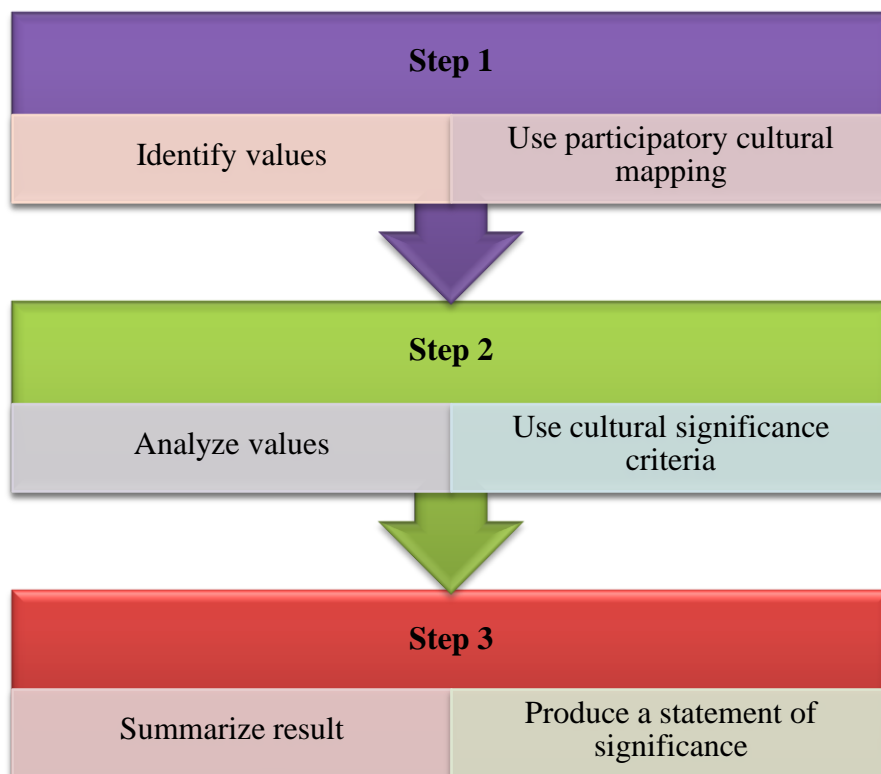 Step 1
Identify values
Use participatory cultural
mapping
Step 2
Analyze values
Use cultural significance
criteria
Step 3
Summarize result
Produce a statement of
significance